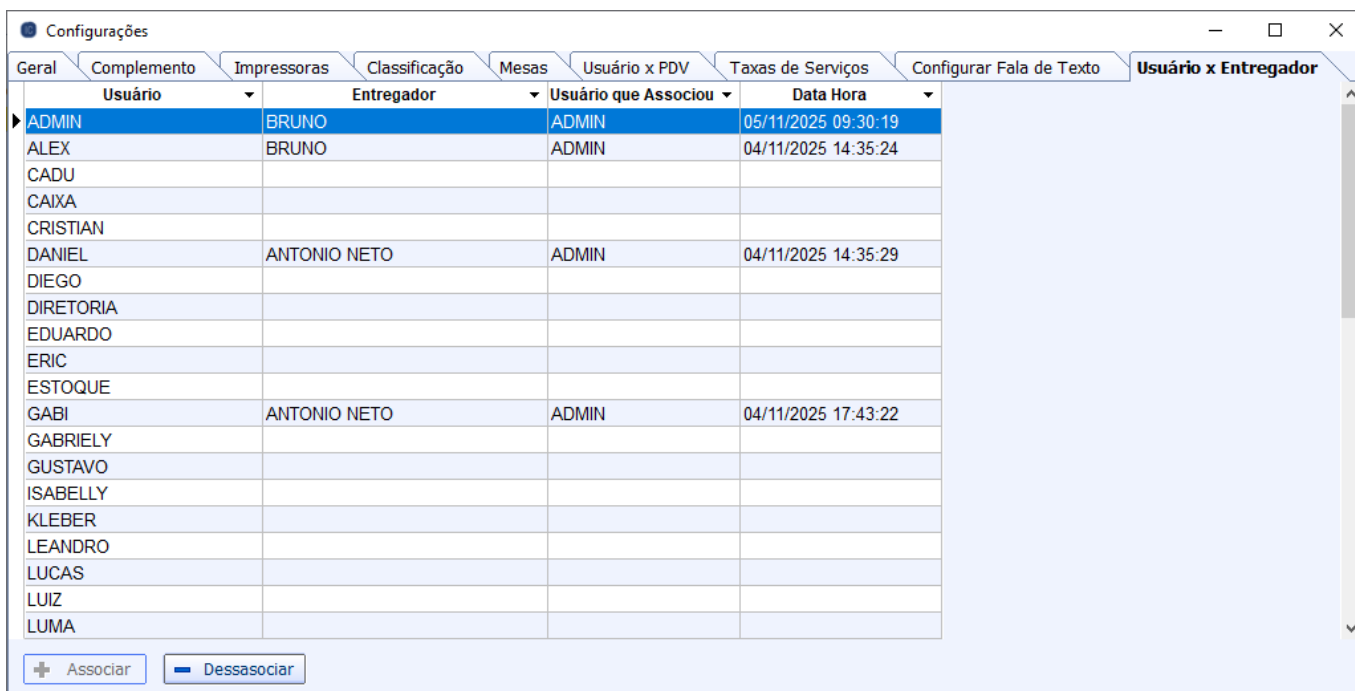 Configurações
Geral Complemento Impressoras Classificação Mesas Usuário x PDV Taxas de Serviços Configurar Fala de Texto Usuário x Entregador
Usuário Entregador Usuário que Associou Data Hora
ADMIN BRUNO ADMIN 05/11/2025 09:30:19
ALEX BRUNO ADMIN 04/11/2025 14:35:24
CADU
CAIXA
CRISTIAN
DANIEL ANTONIO NETO ADMIN 04/11/2025 14:35:29
DIEGO
DIRETORIA
EDUARDO
ERIC
ESTOQUE
GABI ANTONIO NETO ADMIN 04/11/2025 17:43:22
GABRIELY
GUSTAVO
ISABELLY
KLEBER
LEANDRO
LUCAS
LUIZ
LUMA
Associar Dessasociar